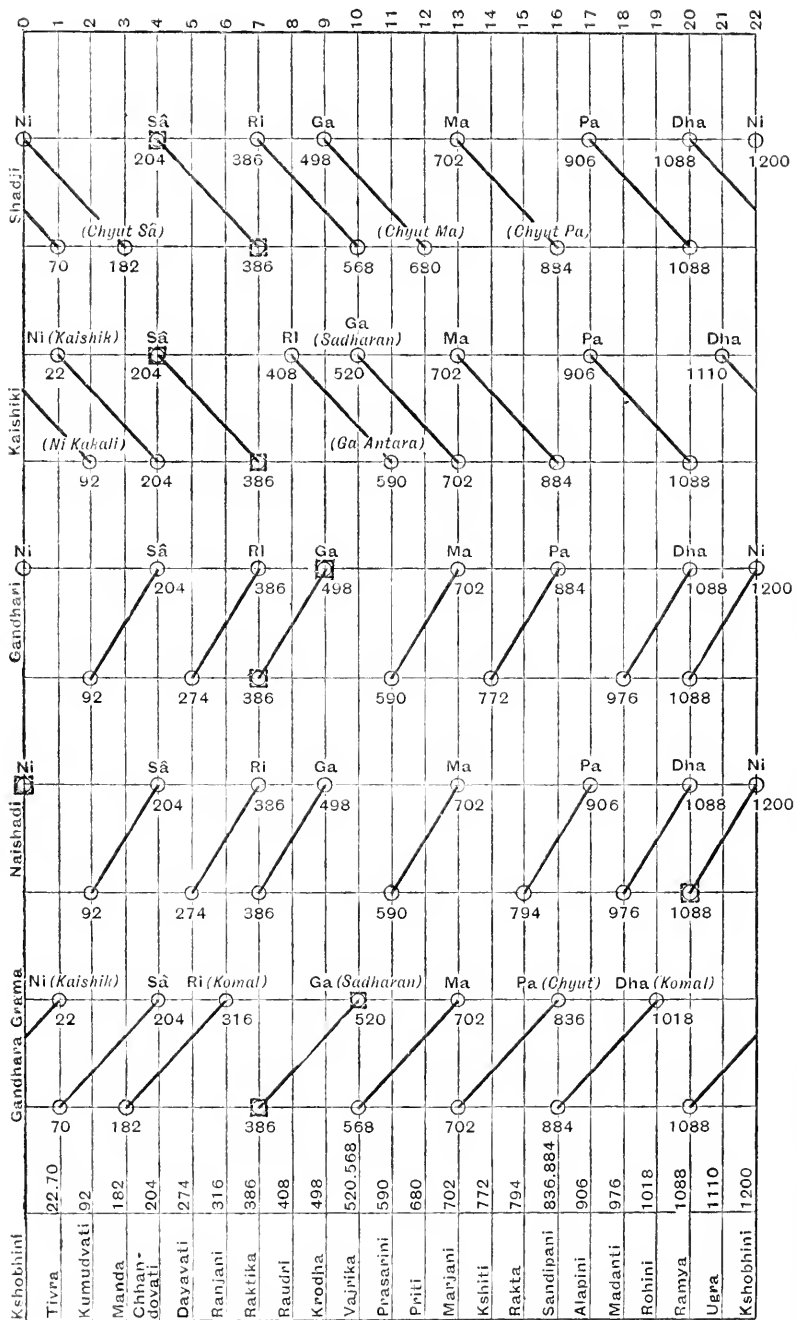 0 1 2 3 4 5 6 7 8 9 10 11 12 13 14 15 16 17 18 19 20 21 22
Shadji
Ni Sâ Ri Ga Ma Pa Dha Ni
204 386 498 702 906 1088 1200
(Chyut Sâ) (Chyut Ma) (Chyut Pa)
70 182 386 568 680 884 1088
Kaishiki
Ga
Ni (Kaishik) Sâ RI (Sadharan) Ma Pa Dha
22 204 408 520 702 906 1110
(Ni Kakali) (Ga Antara)
92 204 386 590 702 884 1088
Gandhari
Ni Sâ RI Ga Ma Pa Dha Ni
204 386 498 702 884 1088 1200
92 274 386 590 772 976 1088
Naishadi
Ni Sâ Ri Ga Ma Pa Dha Ni
204 386 498 702 906 1088 1200
92 274 386 590 794 976 1088
Gandhara Grama
Ni (Kaishik) Sâ Ri (Komal) Ga (Sadharan) Ma Pa (Chyut) Dha (Komal)
22 204 316 520 702 836 1018
70 182 386 568 702 884 1088
Kshobhini
Tivra 22.70
Kumudvati 92
Manda 182
Chhan-
dovati 204
Dayavati 274
Ranjani 316
Raktika 386
Raudri 408
Krodha 498
Vajrika 520.568
Prasarini 590
Priti 680
Marjani 702
Kshiti 772
Rakta 794
Sandipani 836.884
Alapini 906
Madanti 976
Rohini 1018
Ramya 1088
Ugra 1110
Kshobhini 1200